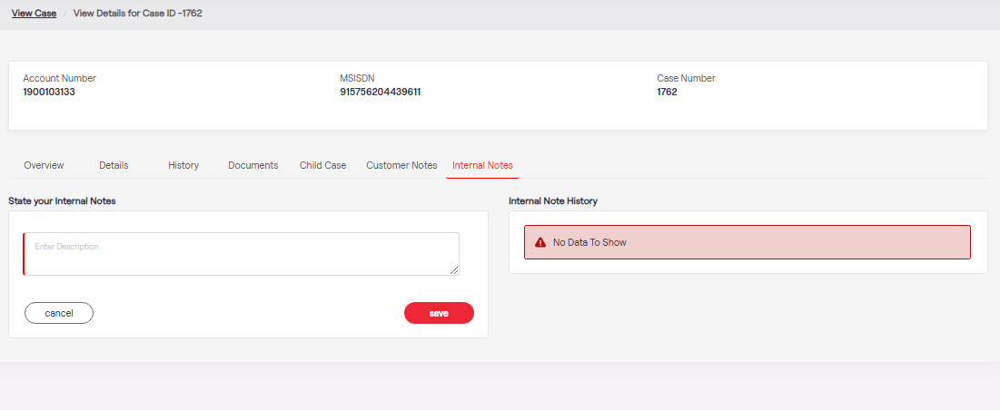 View Case / View Details for Case ID -1762
Account Number
1900103133
MSISDN
915756204439611
Case Number
1762
Overview Details History Documents Child Case Customer Notes Internal Notes
State your Internal Notes
Enter Description
cancel save
Internal Note History
No Data To Show